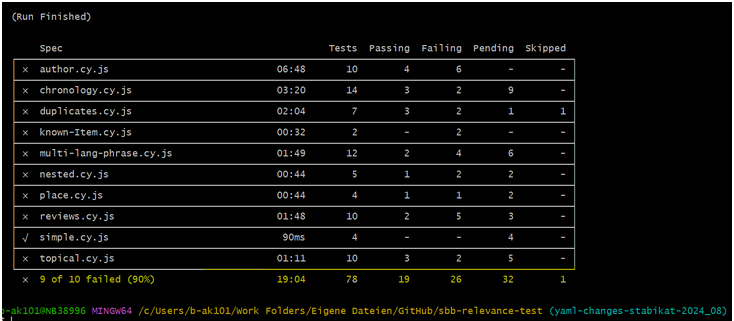 (Run Finished)
Spec Tests Passing Failing Pending Skipped
× author.cy.js 06:48 10 4 6 - -
× chronology.cy.js 03:20 14 3 2 9 -
× duplicates.cy.js 02:04 7 3 2 1 1
× known-Item.cy.js 00:32 2 - 2 - -
× multi-lang-phrase.cy.js 01:49 12 2 4 6 -
× nested.cy.js 00:44 5 1 2 2 -
× place.cy.js 00:44 4 1 1 2 -
× reviews.cy.js 01:48 10 2 5 3 -
√ simple.cy.js 90ms 4 - - 4 -
× topical.cy.js 01:11 10 3 2 5 -
× 9 of 10 failed (90%) 19:04 78 19 26 32 1
b-ak101@NB38996 MINGW64 /c/Users/b-ak101/Work Folders/Eigene Dateien/GitHub/sbb-relevance-test (yaml-changes-stabikat-2024_08)